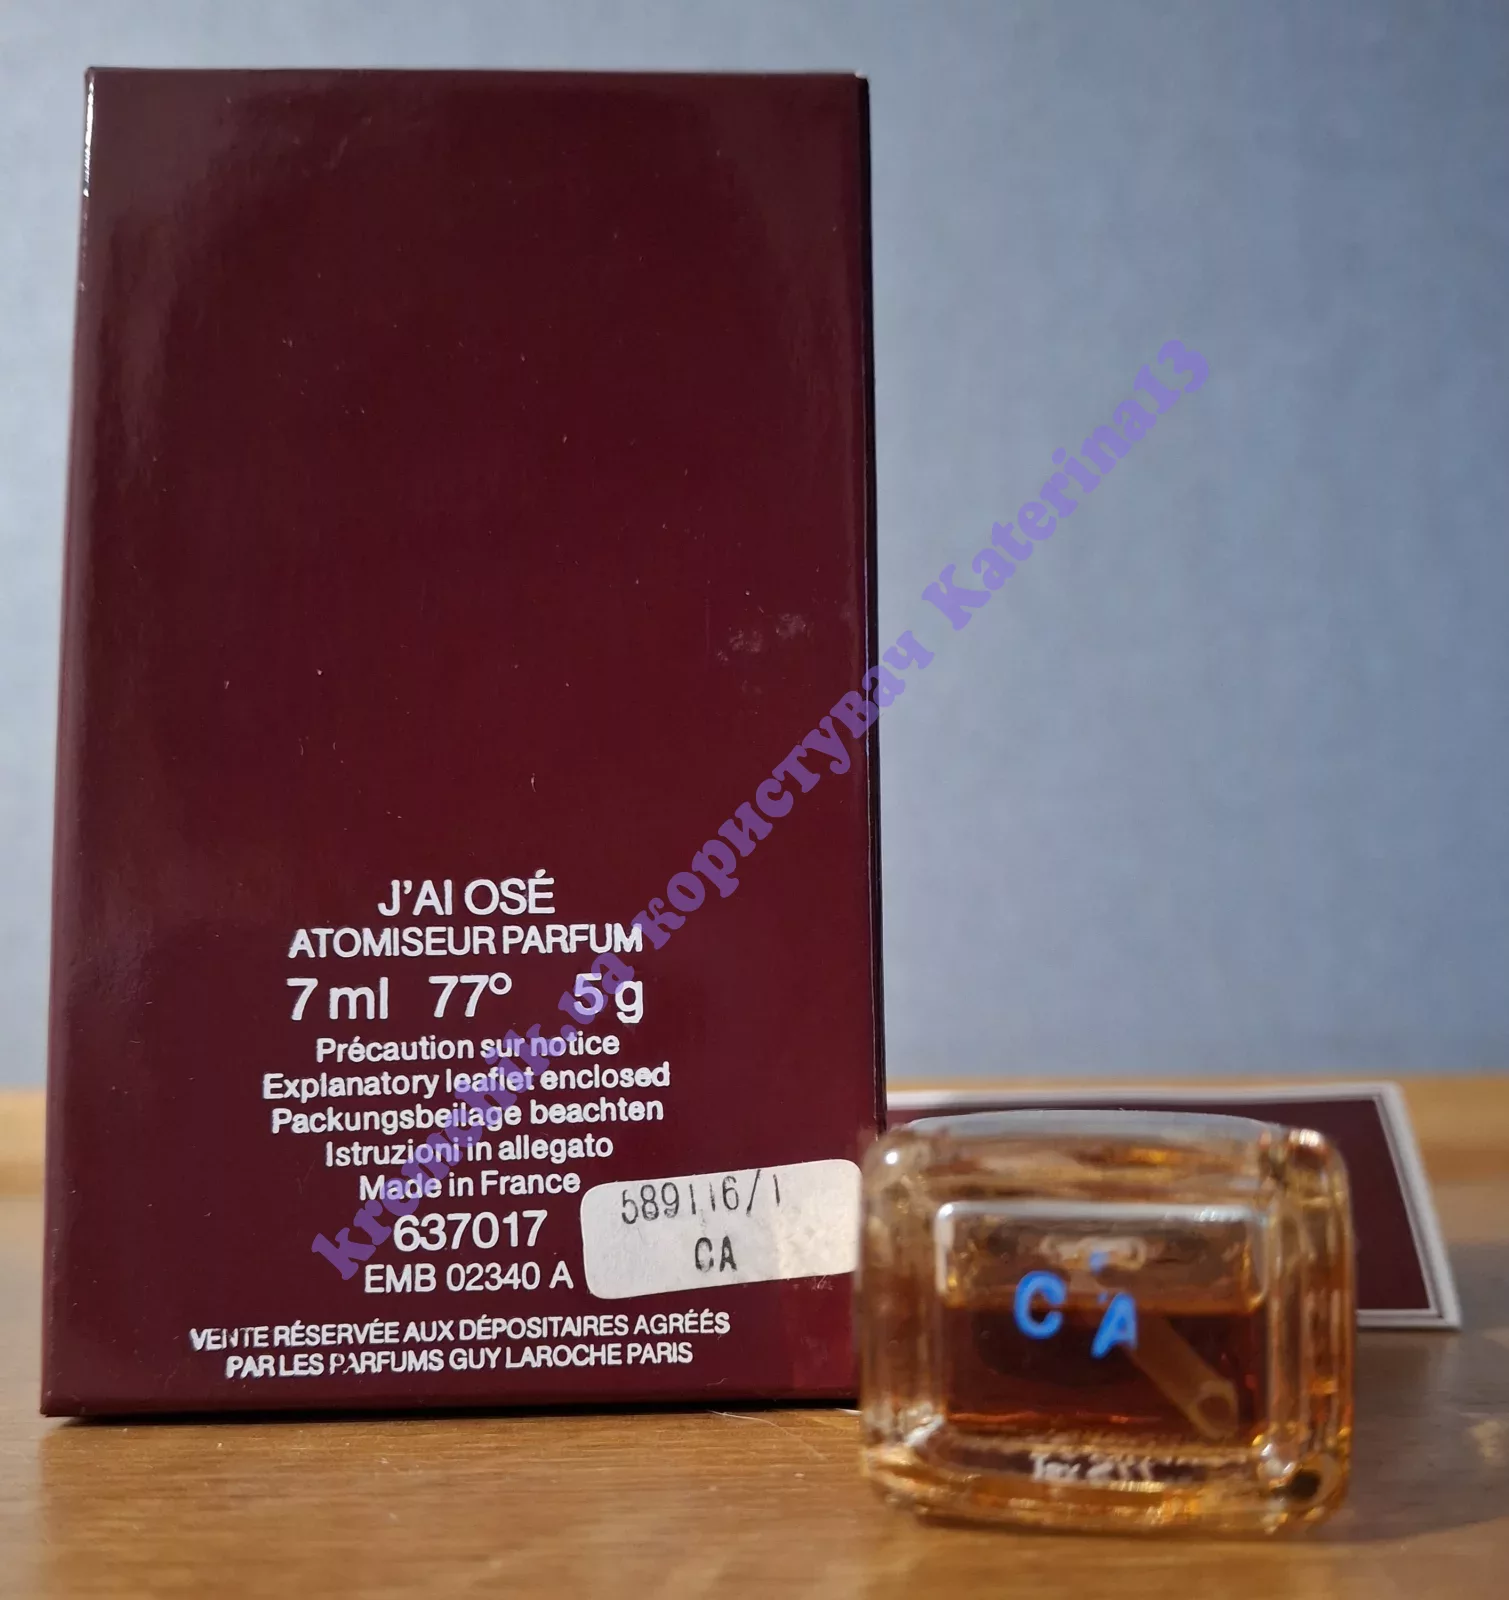 J'AI OSÉ
ATOMISEUR PARFUM
7 ml 77° 5 g
Précaution sur notice
Explanatory leaflet enclosed
Packungsbeilage beachten
Istruzioni in allegato
Made in France
637017
EMB 02340 A
589116/1
CA
VENTE RÉSERVÉE AUX DÉPOSITAIRES AGRÉÉS
PAR LES PARFUMS GUY LAROCHE PARIS
CA
kremchik.ua користувач Katerina13